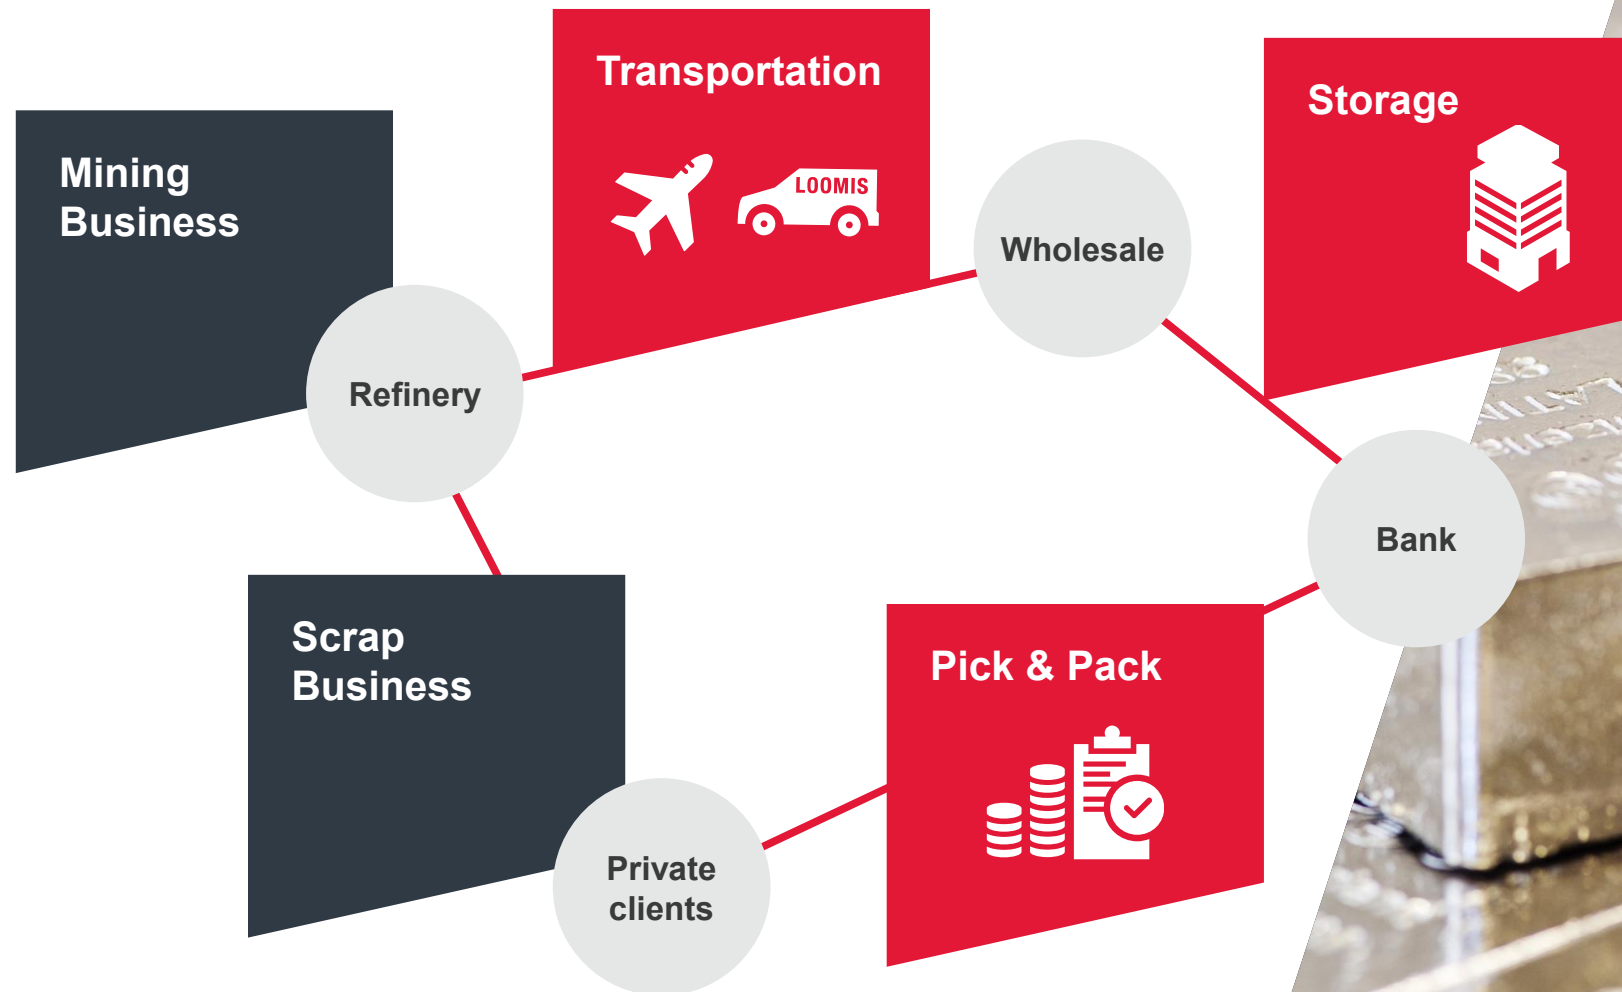 Transportation
LOOMIS
Storage
Mining
Business
Wholesale
Refinery
Bank
Scrap
Business
Pick & Pack
Private
clients